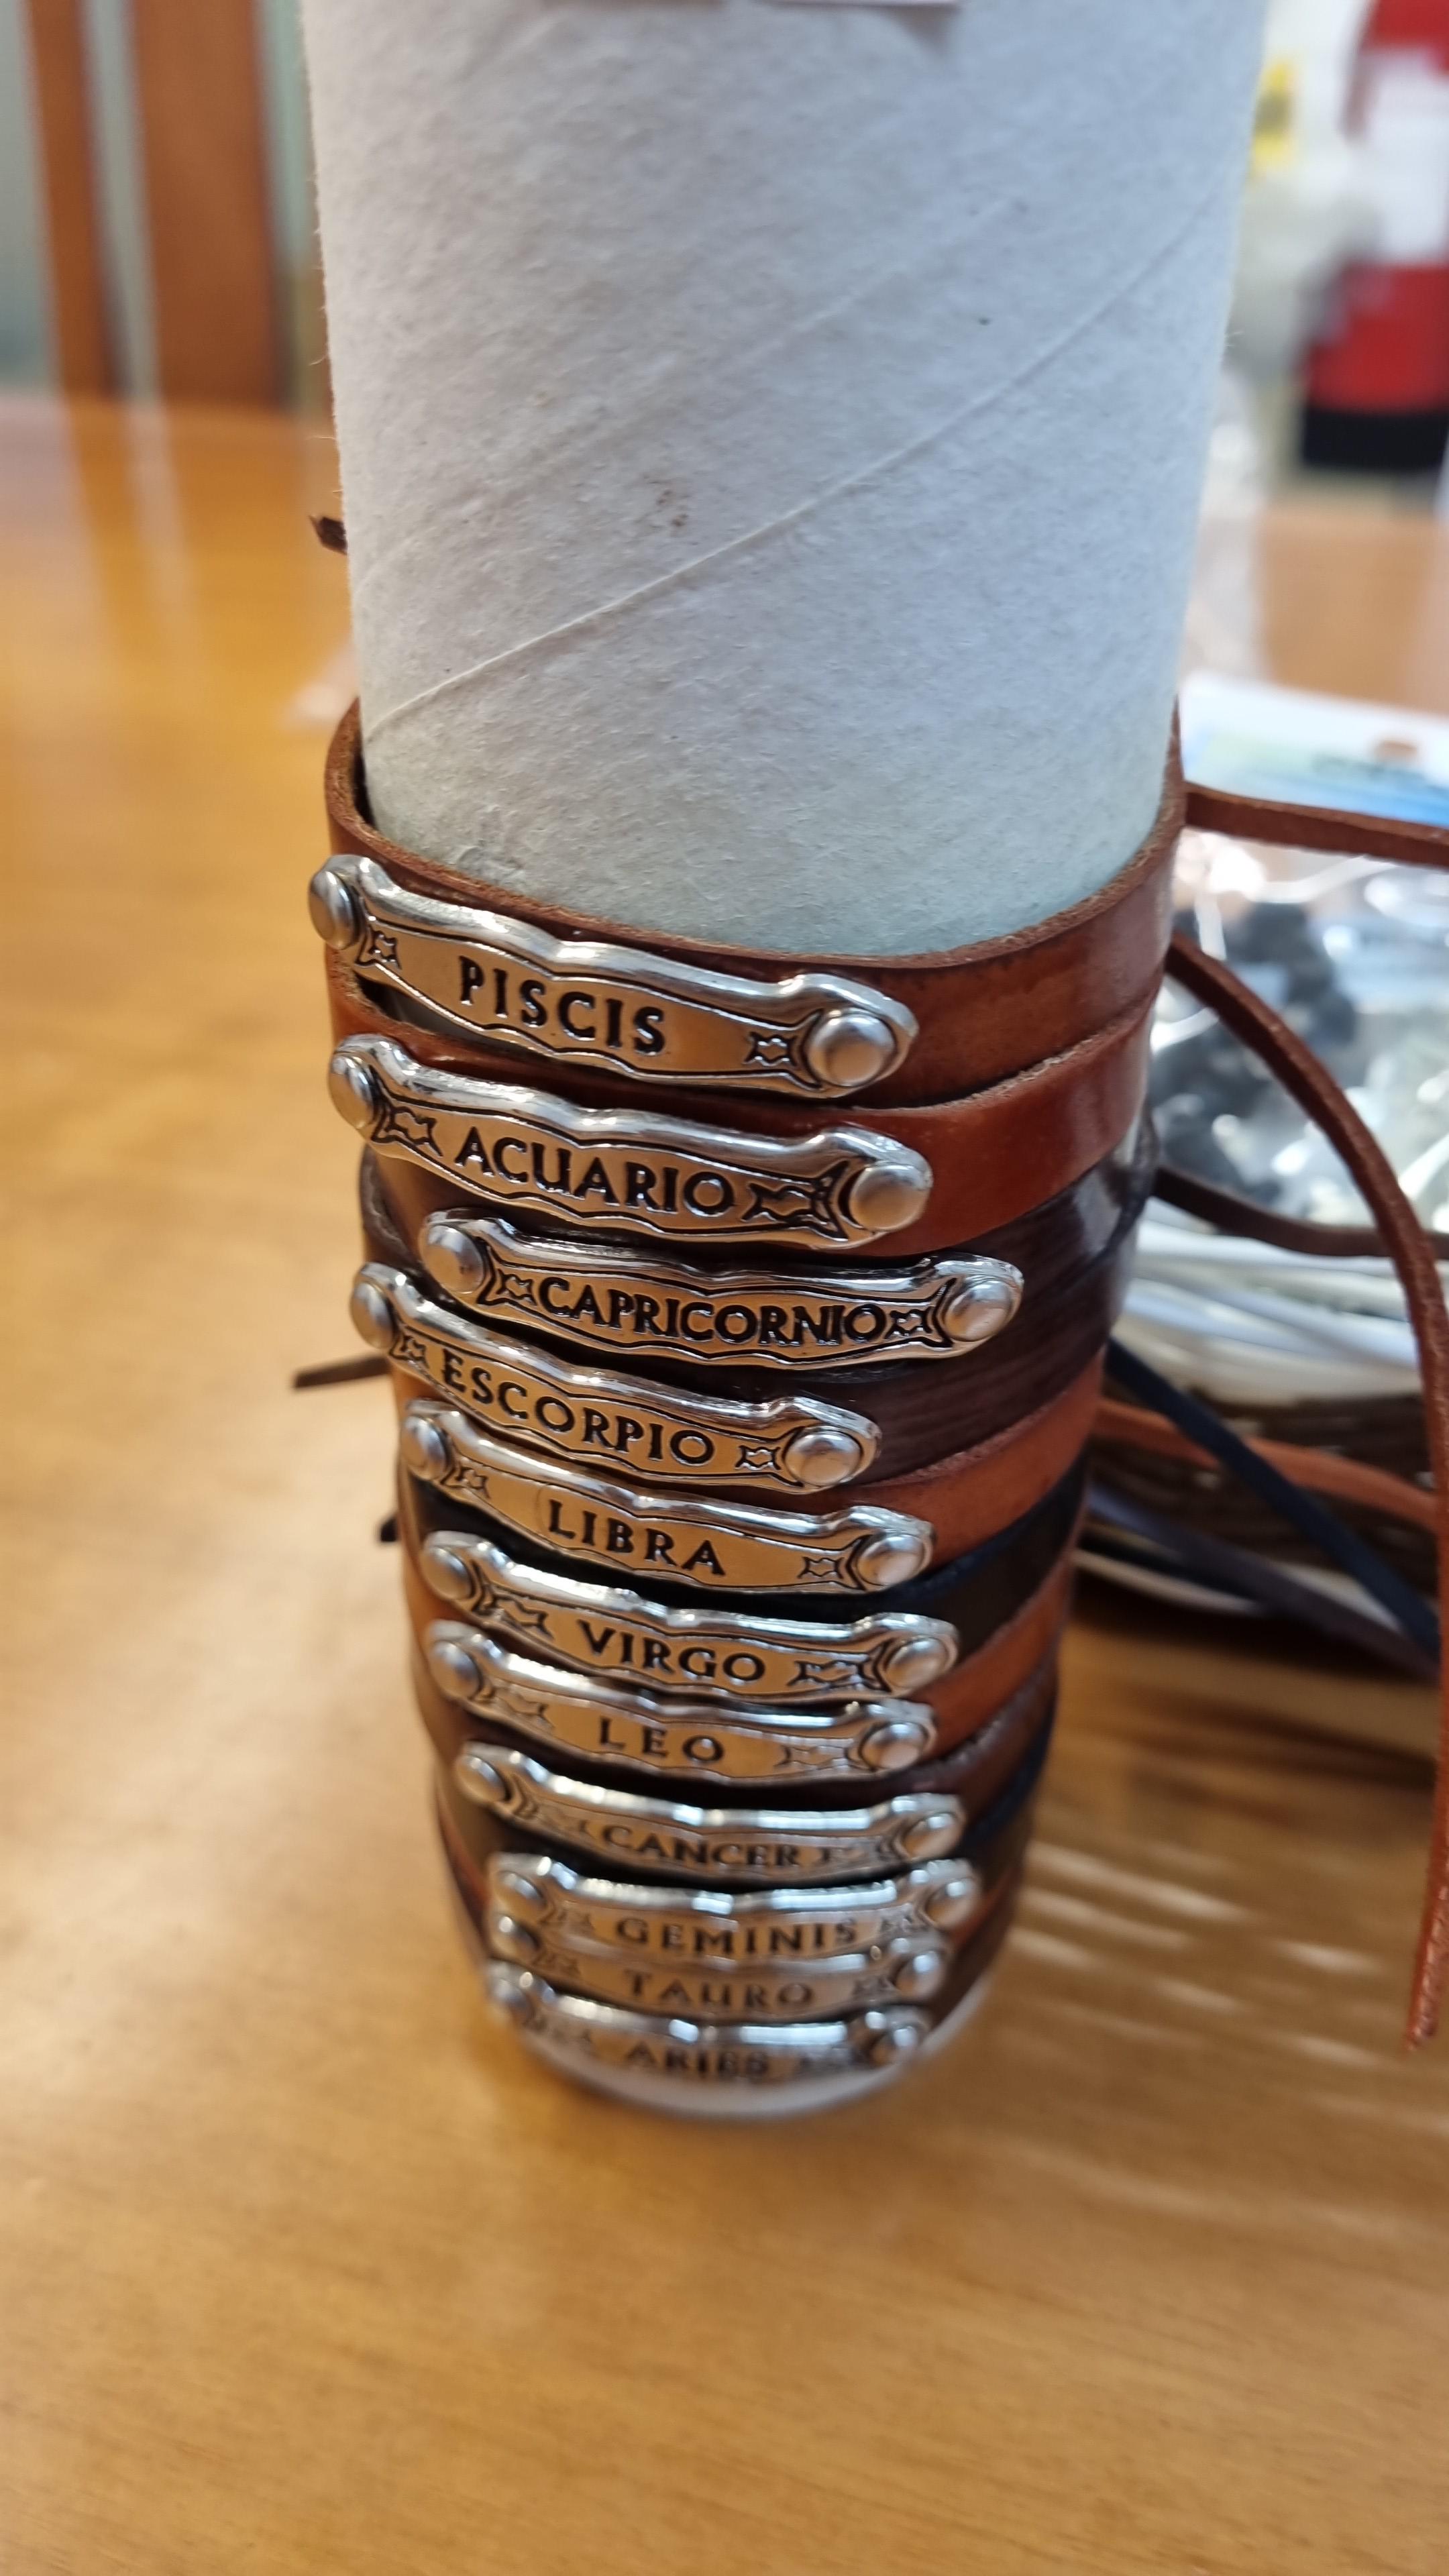 PISCIS
ACUARIO
CAPRICORNIO
ESCORPIO
LIBRA
VIRGO
LEO
CANCER
GEMINIS
TAURO
ARIES